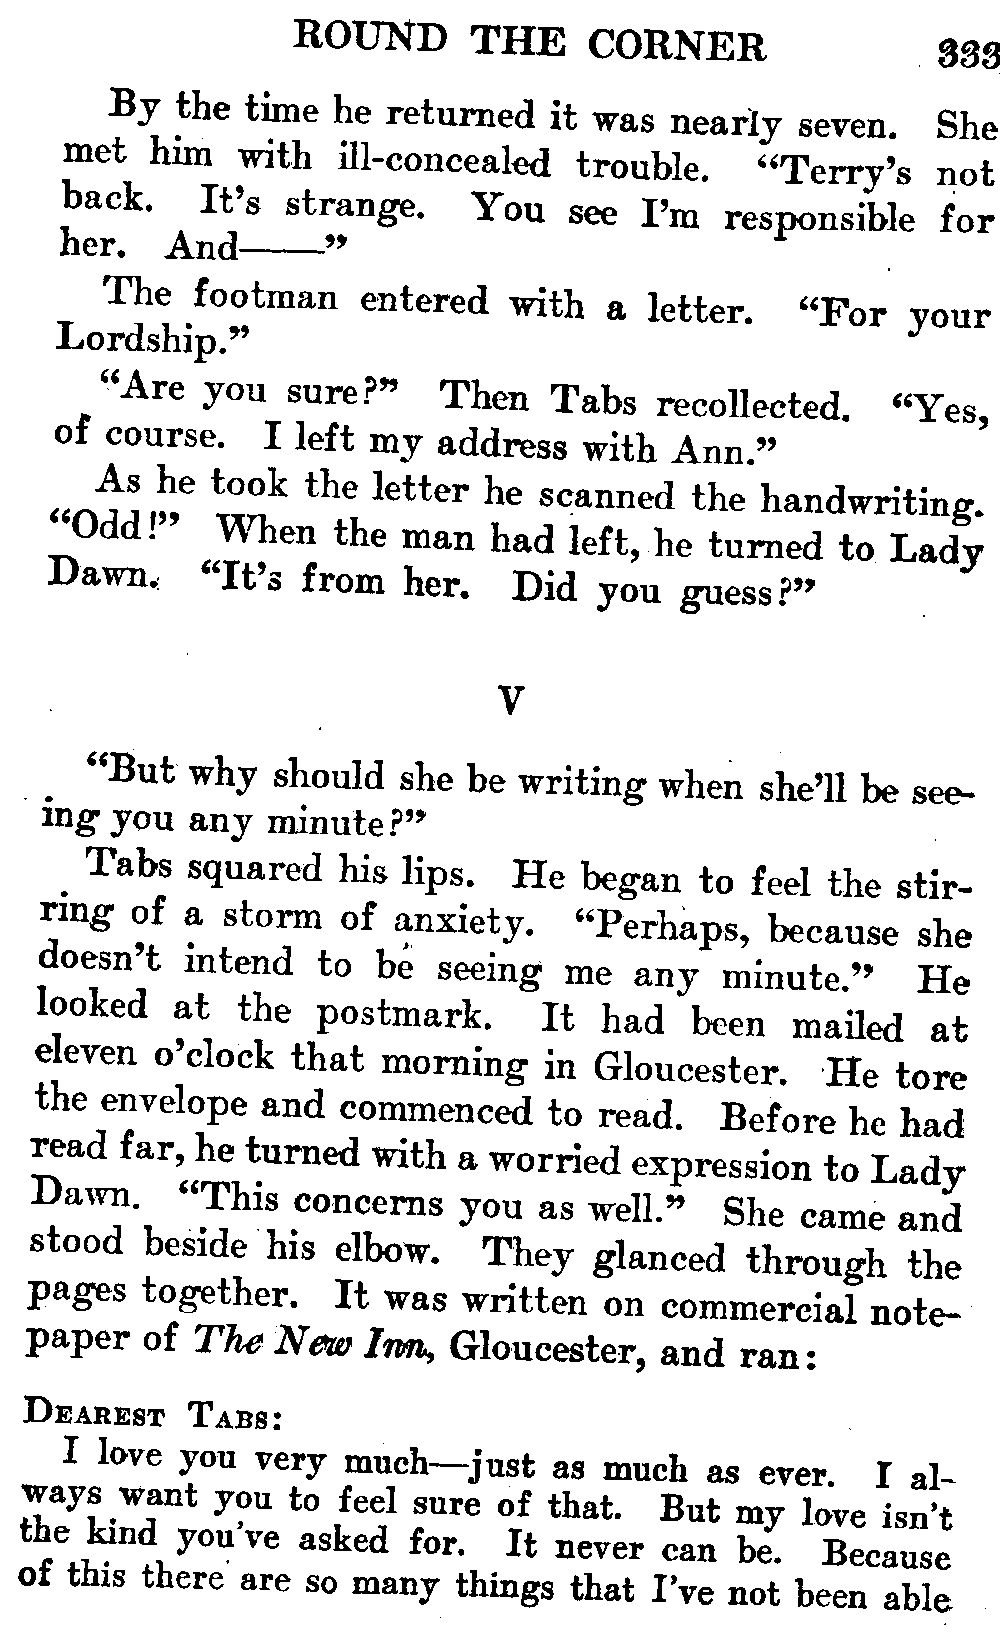 ROUND THE CORNER 333
By the time he returned it was nearly seven. She
met him with ill-concealed trouble. “Terry’s not
back. It’s strange. You see I’m responsible for
her. And——”
The footman entered with a letter. “For your
Lordship.”
“Are you sure?” Then Tabs recollected. “Yes,
of course. I left my address with Ann.”
As he took the letter he scanned the handwriting.
“Odd!” When the man had left, he turned to Lady
Dawn. “It’s from her. Did you guess?”
V
“But why should she be writing when she’ll be see-
ing you any minute?”
Tabs squared his lips. He began to feel the stir-
ring of a storm of anxiety. “Perhaps, because she
doesn’t intend to be seeing me any minute.” He
looked at the postmark. It had been mailed at
eleven o’clock that morning in Gloucester. He tore
the envelope and commenced to read. Before he had
read far, he turned with a worried expression to Lady
Dawn. “This concerns you as well.” She came and
stood beside his elbow. They glanced through the
pages together. It was written on commercial note-
paper of The New Inn, Gloucester, and ran:
DEAREST TABS:
I love you very much—just as much as ever. I al-
ways want you to feel sure of that. But my love isn’t
the kind you’ve asked for. It never can be. Because
of this there are so many things that I’ve not been able